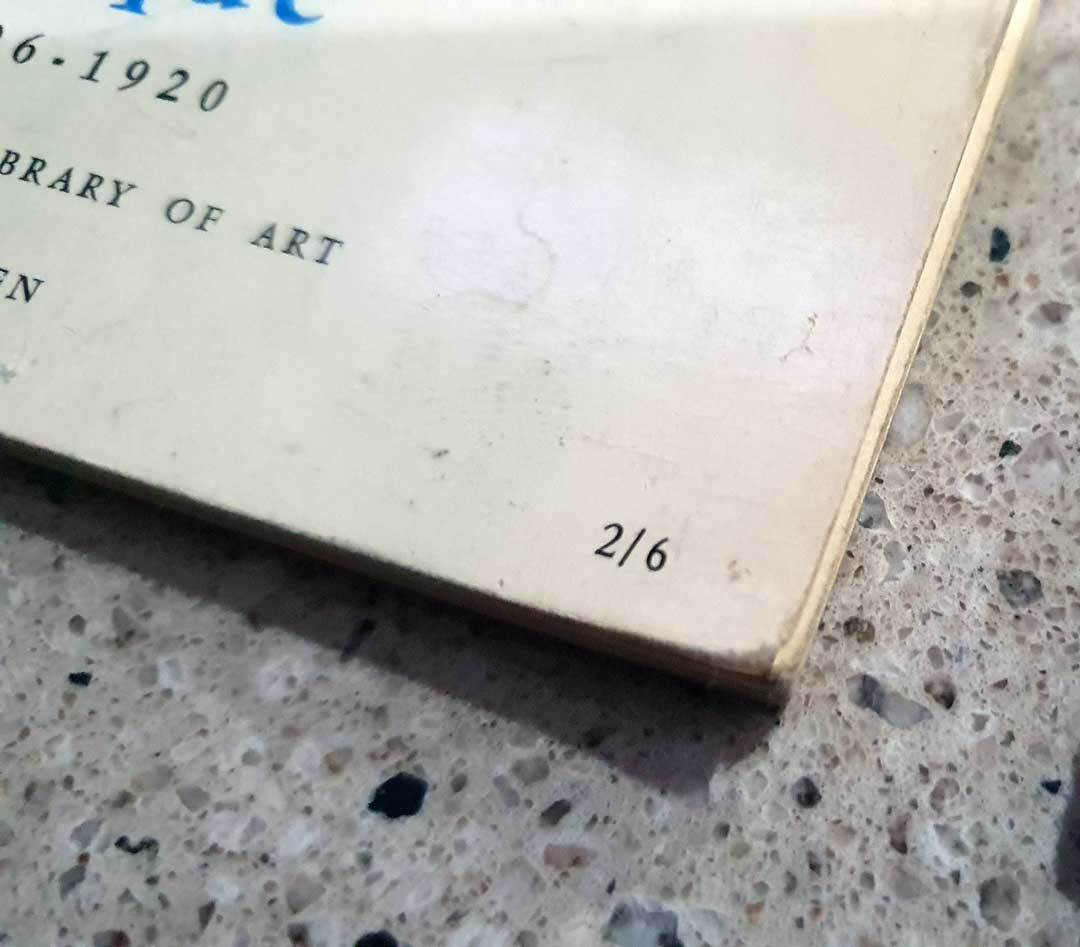 6·1920
BRARY OF ART
EN
2/6